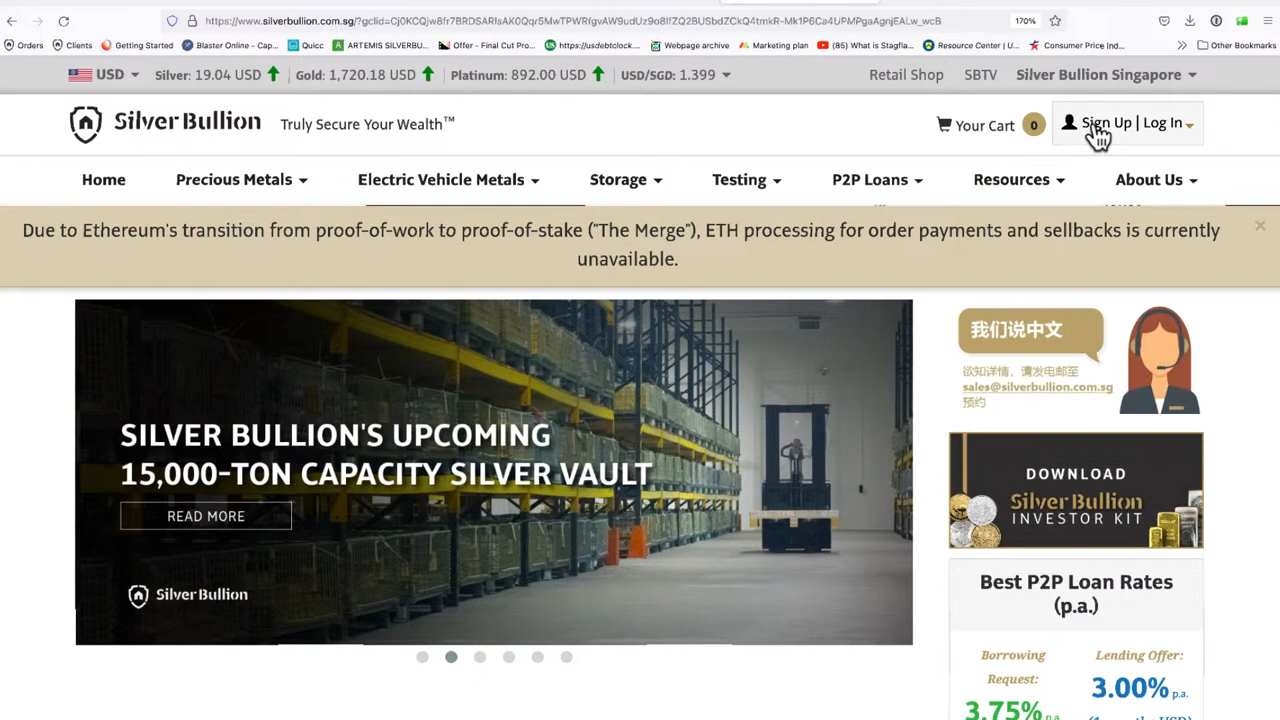 https://www.silverbullion.com.sg/?gclid=Cj0KCQjw8fr7BRDSARIsAK0Qqr5MwTPWRfgvAW9udUz9o8IfZQ2BUSbdZCkQ4tmkR-Mk1P6Ca4UPMPgaAgnjEALw_wcB
170%
Orders
Clients
Getting Started
Blaster Online - Cap...
Quicc
ARTEMIS SILVERBU...
Offer - Final Cut Pro...
https://usdebtclock....
Webpage archive
Marketing plan
(85) What is Stagfla...
Resource Center | U...
Consumer Price Ind...
Other Bookmarks
USD Silver: 19.04 USD Gold: 1,720.18 USD Platinum: 892.00 USD USD/SGD: 1.399 Retail Shop SBTV Silver Bullion Singapore
Silver Bullion Truly Secure Your Wealth™ Your Cart 0 Sign Up | Log In
Home Precious Metals Electric Vehicle Metals Storage Testing P2P Loans Resources About Us
Due to Ethereum's transition from proof-of-work to proof-of-stake ("The Merge"), ETH processing for order payments and sellbacks is currently
unavailable.
SILVER BULLION'S UPCOMING
15,000-TON CAPACITY SILVER VAULT
READ MORE
Silver Bullion
我们说中文
欲知详情，请发电邮至
sales@silverbullion.com.sg
预约
DOWNLOAD
Silver Bullion
INVESTOR KIT
Best P2P Loan Rates
(p.a.)
Borrowing
Request:
3.75% p.a.
Lending Offer:
3.00% p.a.